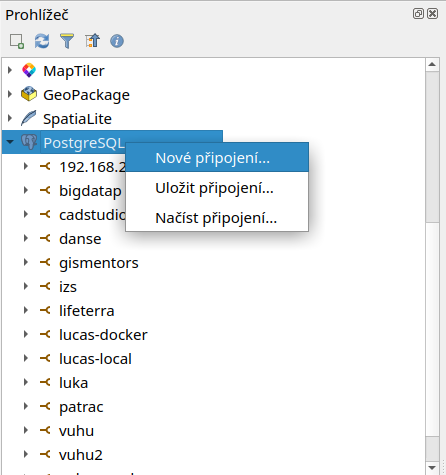 Prohlížeč
MapTiler
GeoPackage
SpatiaLite
PostgreSQL
Nové připojení...
192.168.2
Uložit připojení...
bigdatap
Načíst připojení...
cadstudio
danse
gismentors
izs
lifeterra
lucas-docker
lucas-local
luka
patrac
vuhu
vuhu2